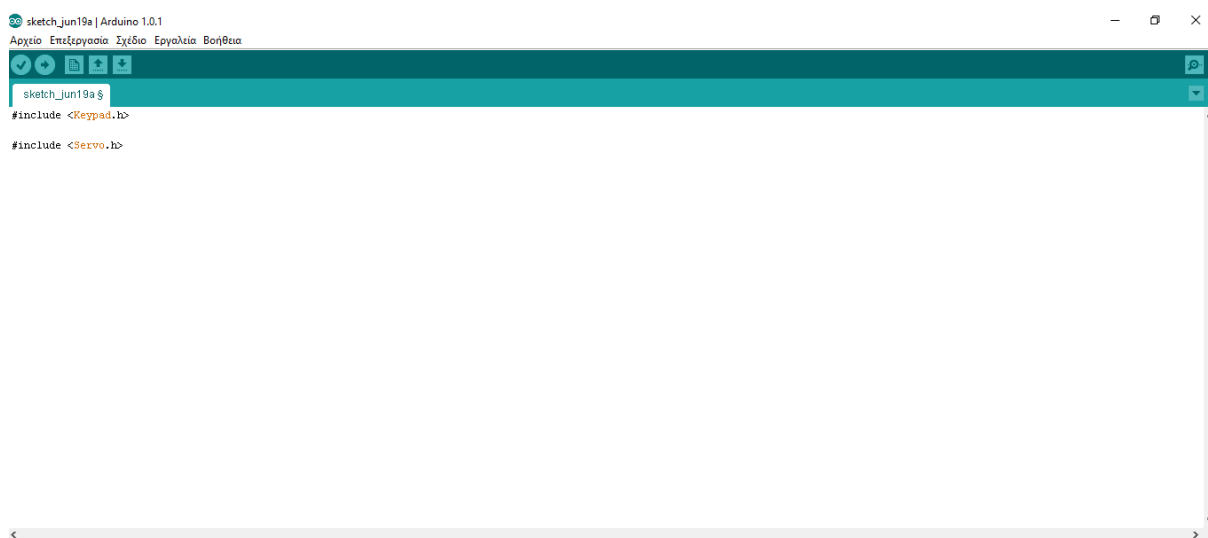 sketch_jun19a | Arduino 1.0.1
Αρχείο Επεξεργασία Σχέδιο Εργαλεία Βοήθεια
sketch_jun19a §
#include <Keypad.h>
#include <Servo.h>